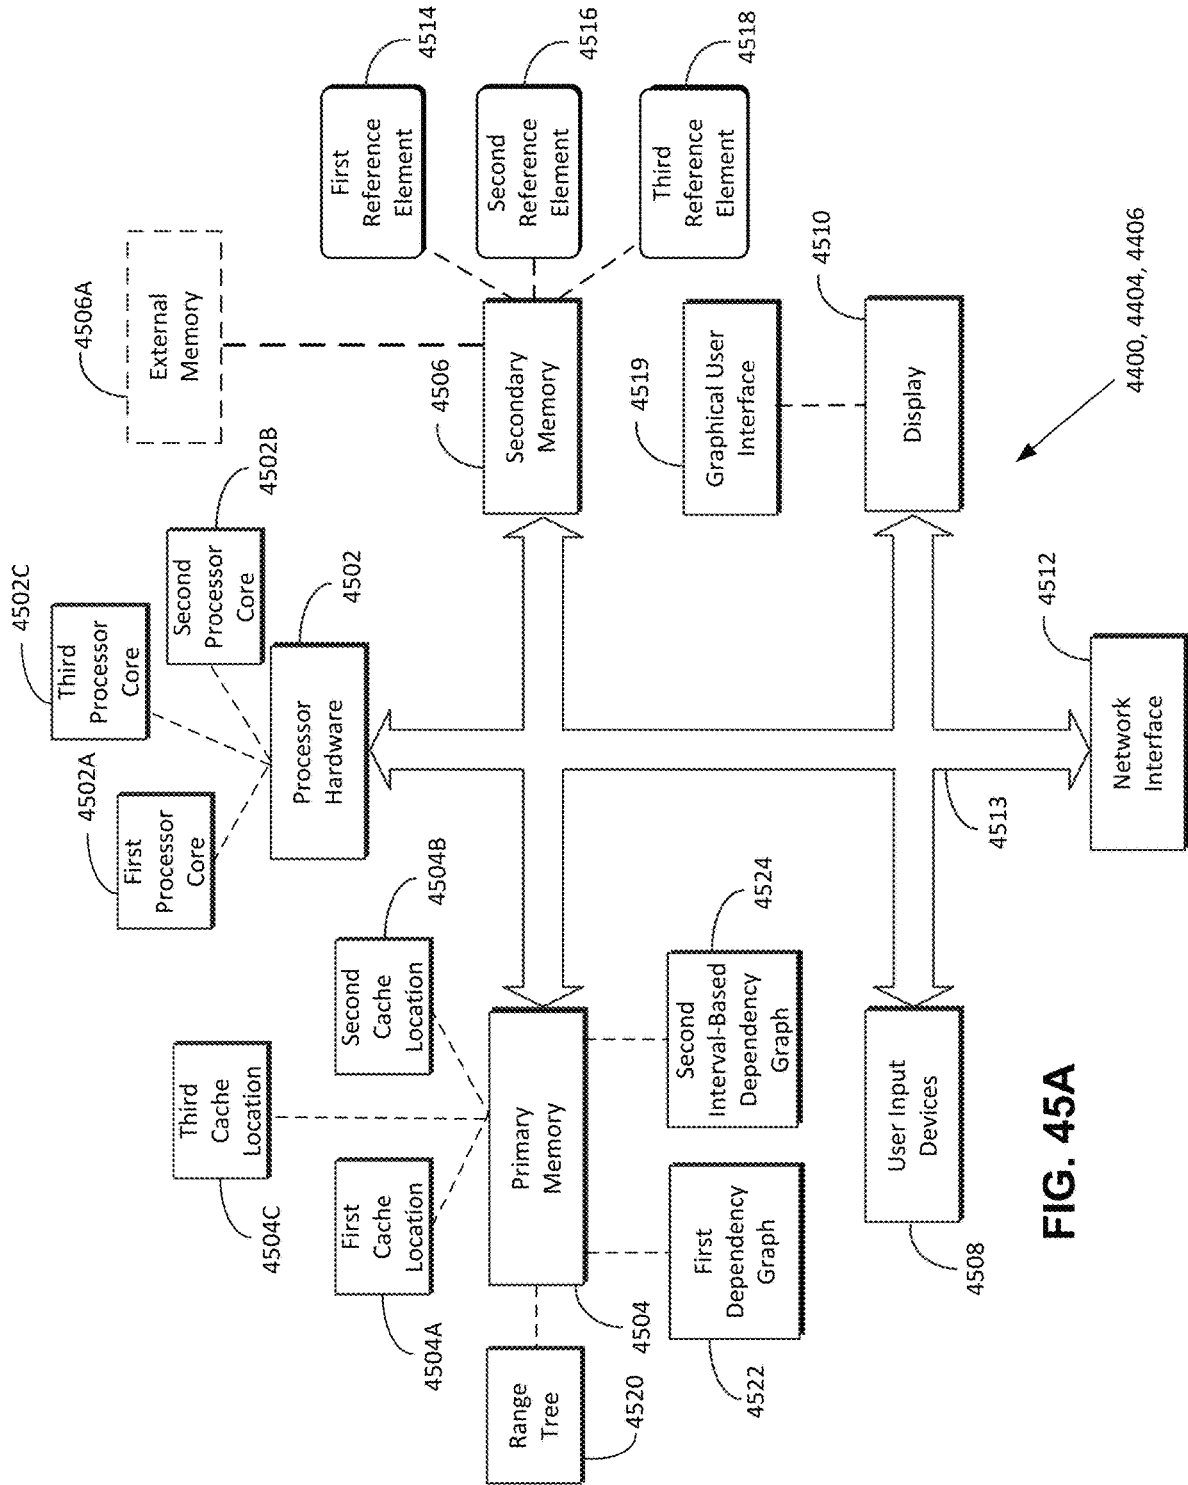 4502A
4502C
First
Processor
Core
Third
Processor
Core
Second
Processor
Core
4502B
4506A
External
Memory
4504C
Third
Cache
Location
4504A
First
Cache
Location
Second
Cache
Location
4504B
Processor
Hardware
4502
4506
First
Reference
Element
4514
Range
Tree
4520
Primary
Memory
4504
Secondary
Memory
Second
Reference
Element
4516
4522
First
Dependency
Graph
Second
Interval-Based
Dependency
Graph
4524
4519
Graphical User
Interface
Third
Reference
Element
4518
4508
User Input
Devices
4513
Display
4510
Network
Interface
4512
4400, 4404, 4406
FIG. 45A